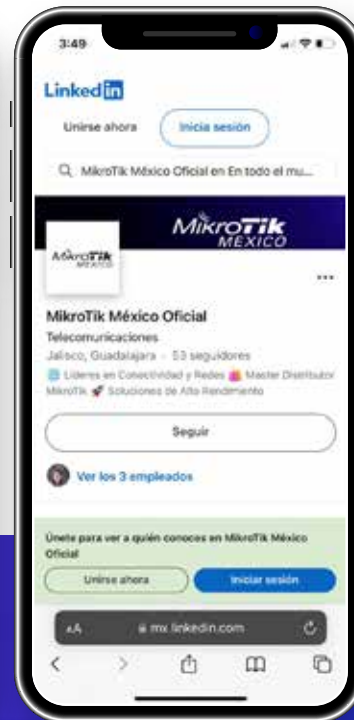 3:49
LinkedIn
Unirse ahora
Inicia sesión
MikroTik México Oficial en En todo el mu...
MikroTik
MÉXICO
MikroTik
MÉXICO
MikroTik México Oficial
Telecomunicaciones
Jalisco, Guadalajara · 53 seguidores
Líderes en Conectividad y Redes Master Distributor
MikroTik Soluciones de Alto Rendimiento
Seguir
Ver los 3 empleados
Únete para ver a quién conoces en MikroTik México
Oficial
Unirse ahora
Iniciar sesión
AA
mx.linkedin.com